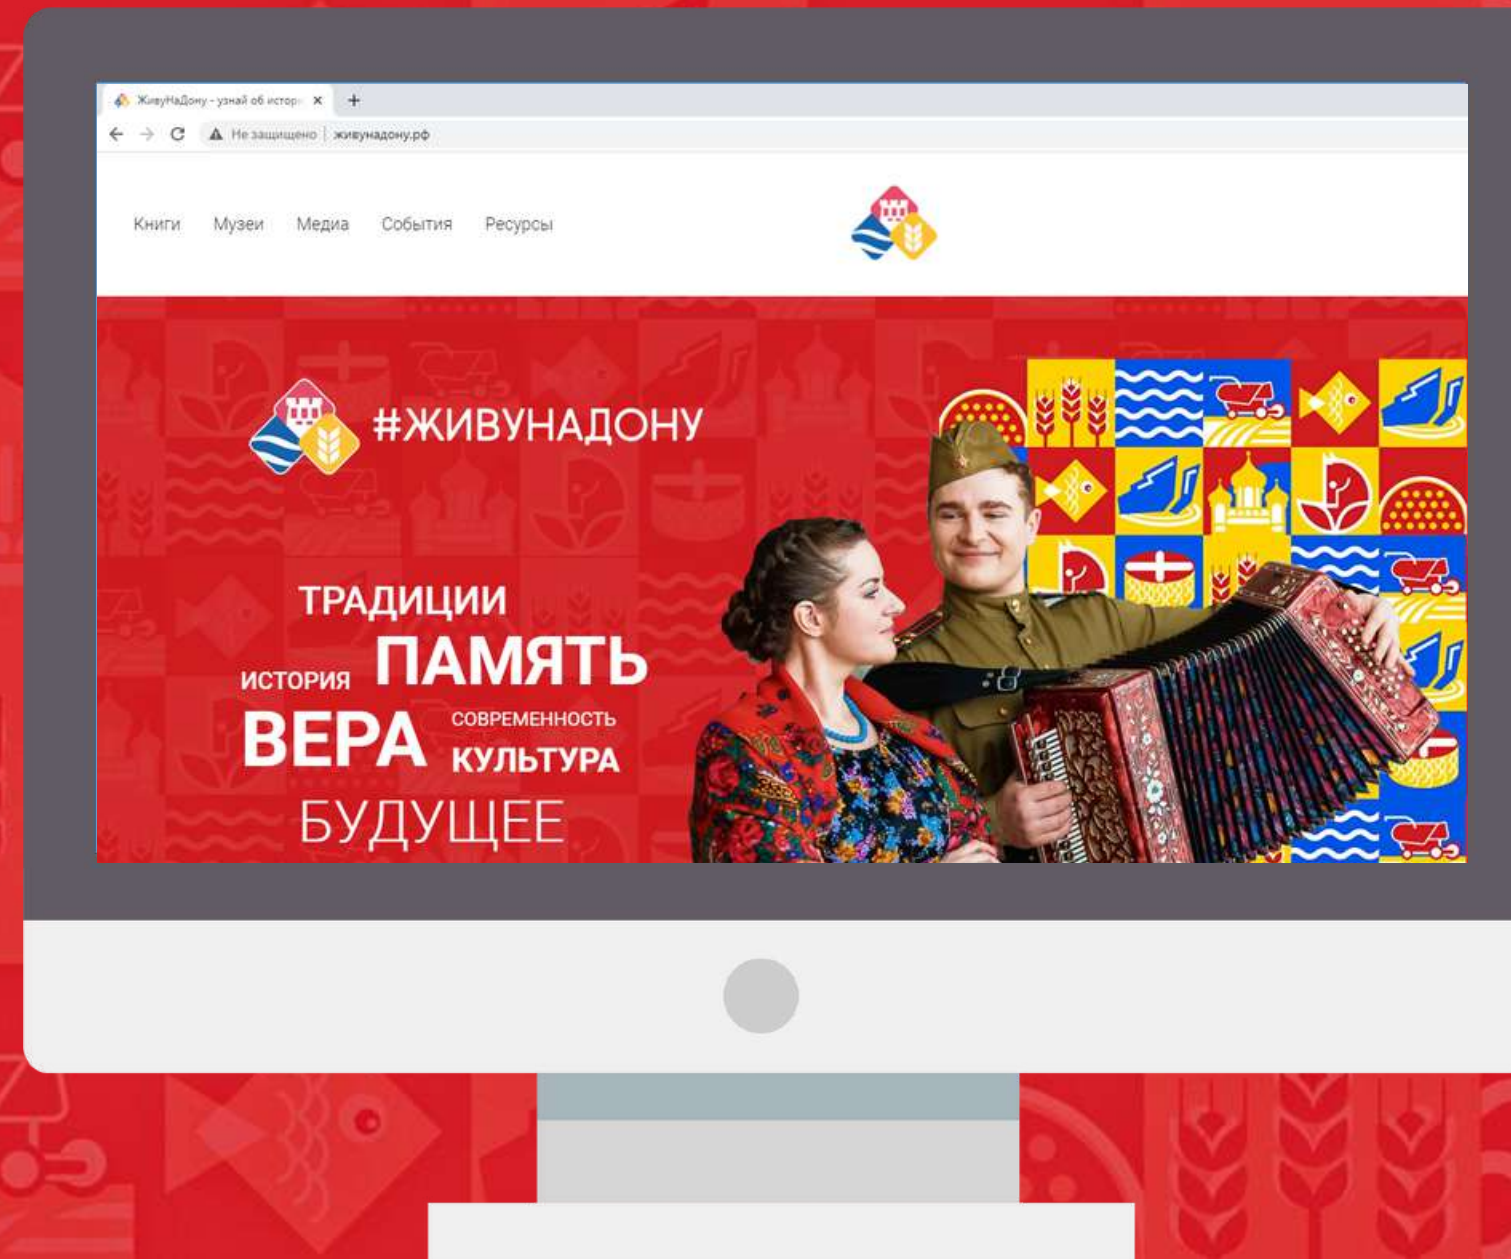 ЖивуНаДону - узнай об истори
Не защищено | живунадону.рф
Книги Музеи Медиа События Ресурсы
#ЖИВУНАДОНУ
ТРАДИЦИИ
ИСТОРИЯ ПАМЯТЬ
ВЕРА СОВРЕМЕННОСТЬ
КУЛЬТУРА
БУДУЩЕЕ